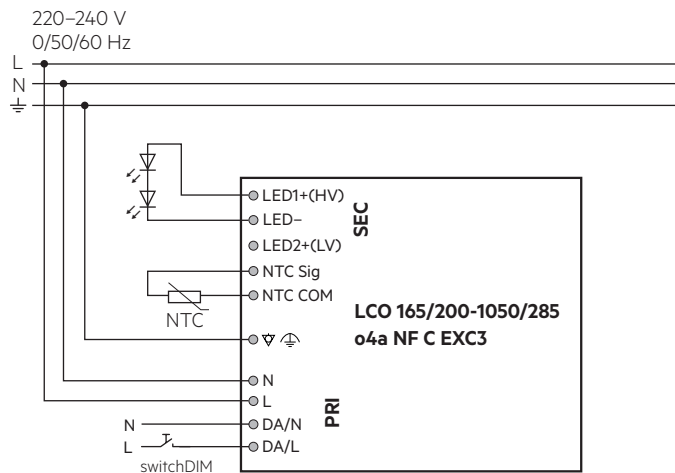 220–240 V
0/50/60 Hz
L
N
LED1+(HV)
LED–
LED2+(LV)
NTC Sig
NTC COM
SEC
NTC
LCO 165/200-1050/285
o4a NF C EXC3
N
L
PRI
N
DA/N
L
DA/L
switchDIM